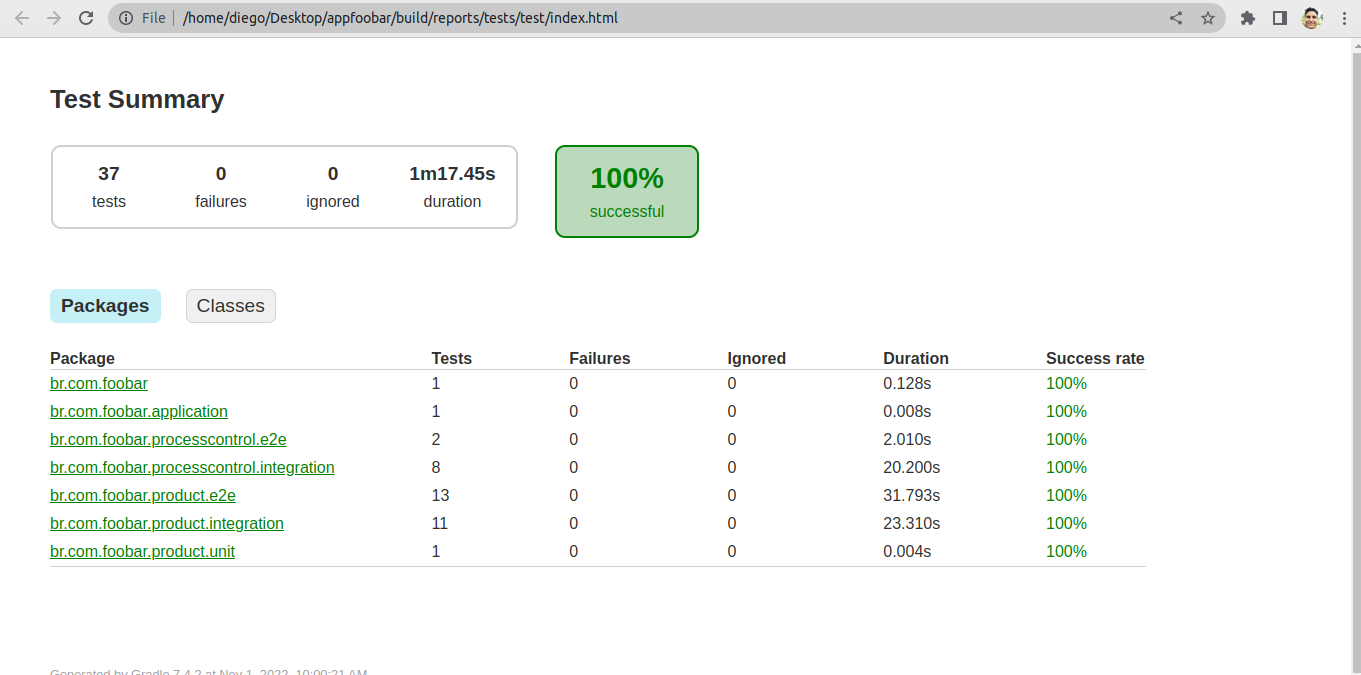 File /home/diego/Desktop/appfoobar/build/reports/tests/test/index.html
Test Summary
37 0 0 1m17.45s
tests failures ignored duration
100%
successful
Packages Classes
Package Tests Failures Ignored Duration Success rate
br.com.foobar 1 0 0 0.128s 100%
br.com.foobar.application 1 0 0 0.008s 100%
br.com.foobar.processcontrol.e2e 2 0 0 2.010s 100%
br.com.foobar.processcontrol.integration 8 0 0 20.200s 100%
br.com.foobar.product.e2e 13 0 0 31.793s 100%
br.com.foobar.product.integration 11 0 0 23.310s 100%
br.com.foobar.product.unit 1 0 0 0.004s 100%
Generated by Gradle 7.4.2 at Nov 1, 2022, 10:00:21 AM